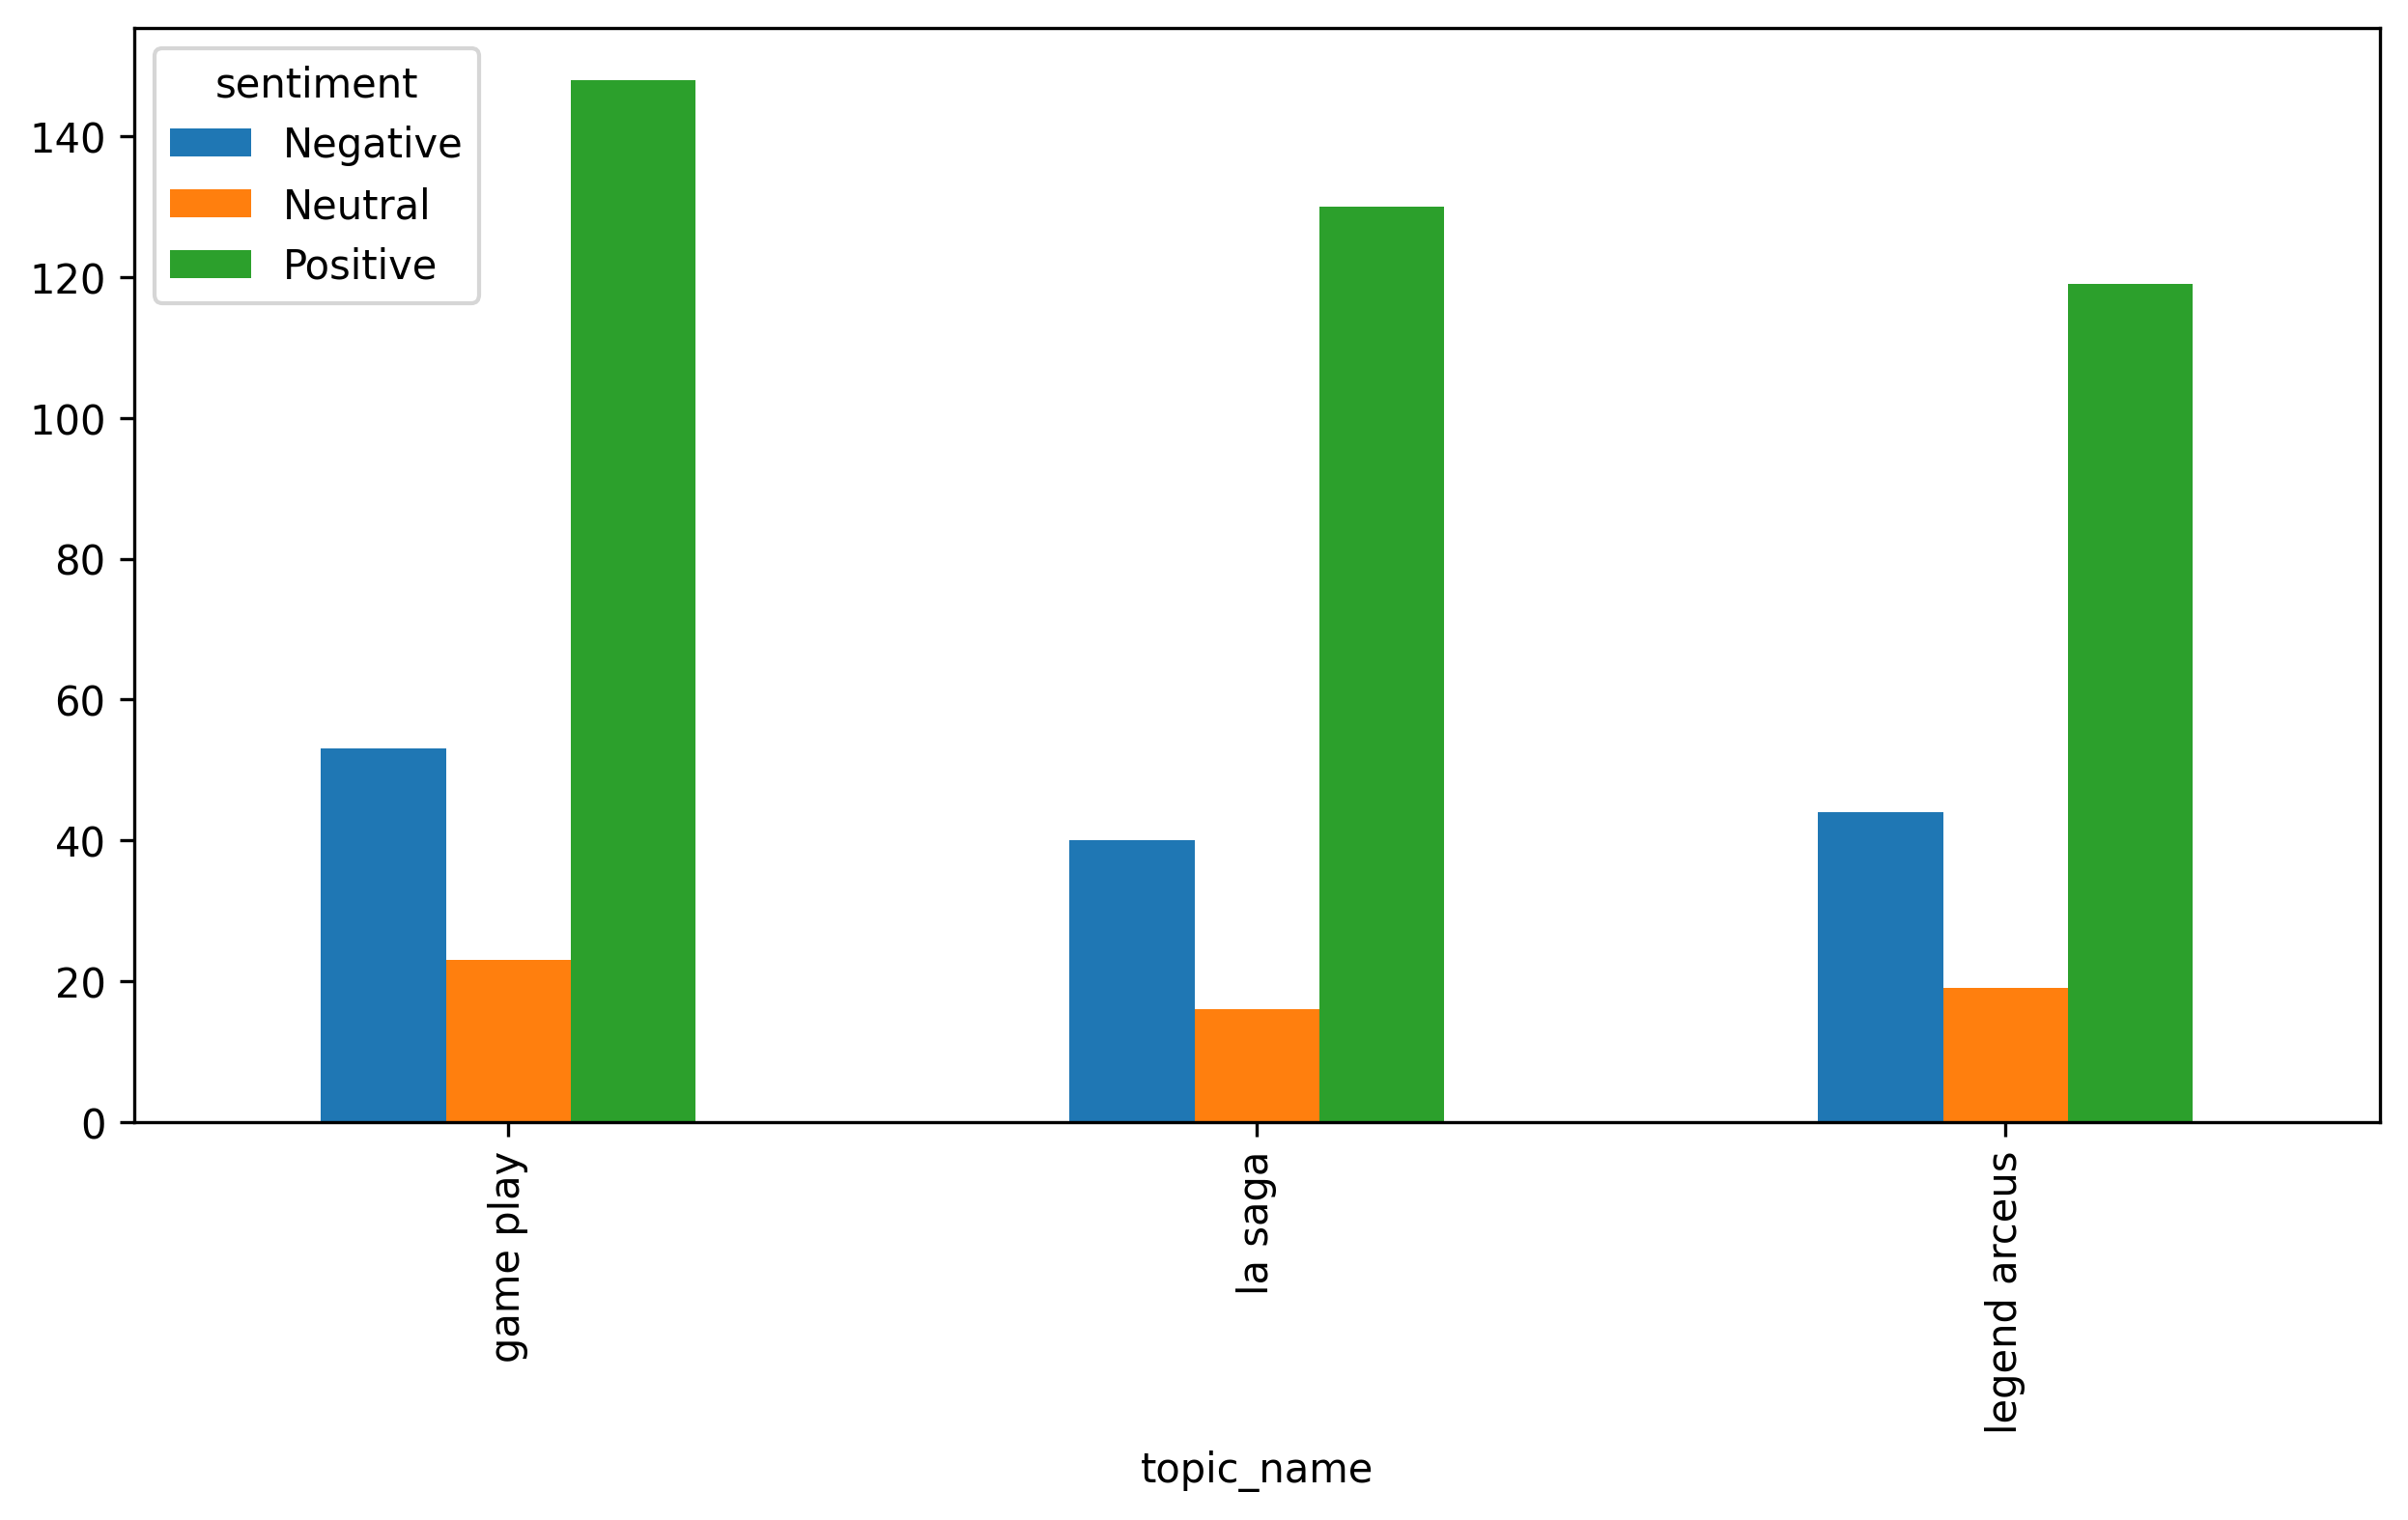 sentiment
Negative
Neutral
Positive
140
120
100
80
60
40
20
0
game play
la saga
legend arceus
topic_name